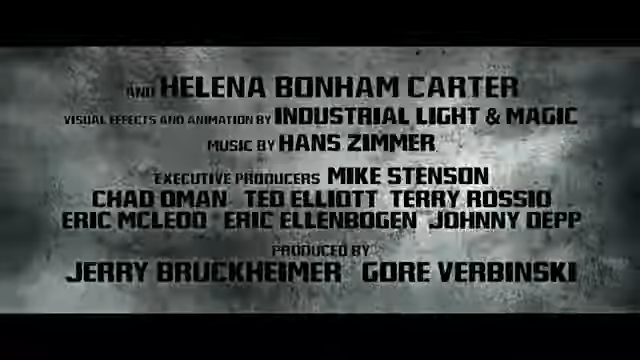 AND HELENA BONHAM CARTER
VISUAL EFFECTS AND ANIMATION BY INDUSTRIAL LIGHT & MAGIC
MUSIC BY HANS ZIMMER
EXECUTIVE PRODUCERS MIKE STENSON
CHAD OMAN TED ELLIOTT TERRY ROSSIO
ERIC MCLEOD ERIC ELLENBOGEN JOHNNY DEPP
PRODUCED BY
JERRY BRUCKHEIMER GORE VERBINSKI